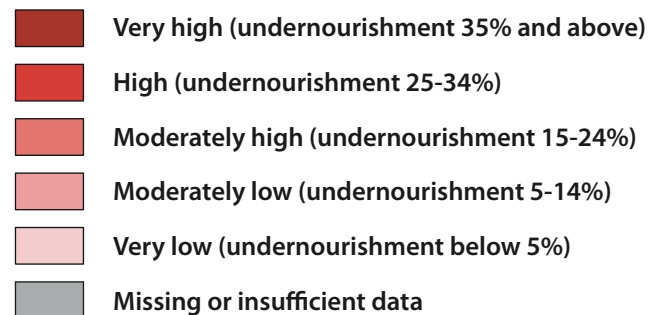 Very high (undernourishment 35% and above)
High (undernourishment 25-34%)
Moderately high (undernourishment 15-24%)
Moderately low (undernourishment 5-14%)
Very low (undernourishment below 5%)
Missing or insufficient data